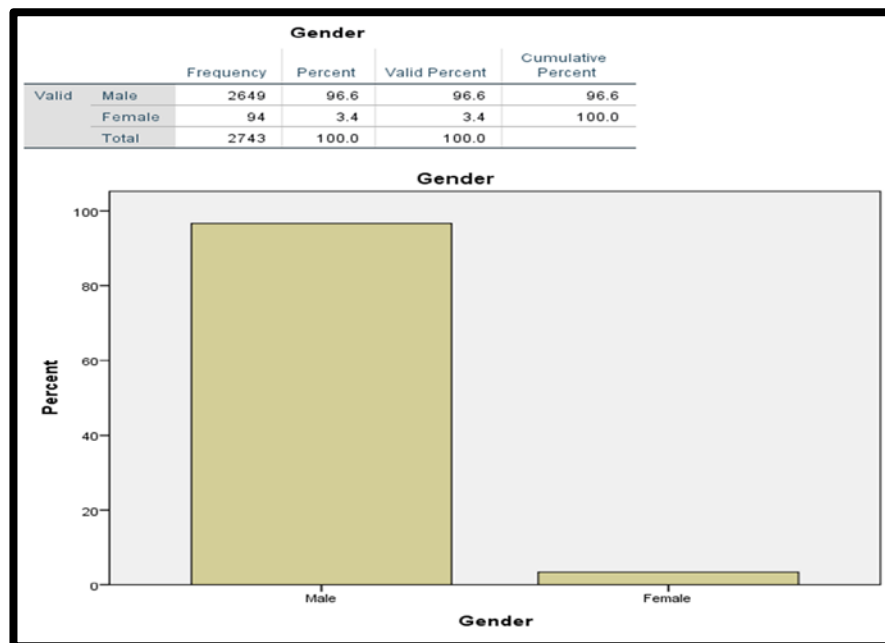 Gender
Frequency Percent Valid Percent Cumulative Percent
Valid Male 2649 96.6 96.6 96.6
Female 94 3.4 3.4 100.0
Total 2743 100.0 100.0
Gender
100
80
60
40
20
0
Percent
Male Female
Gender